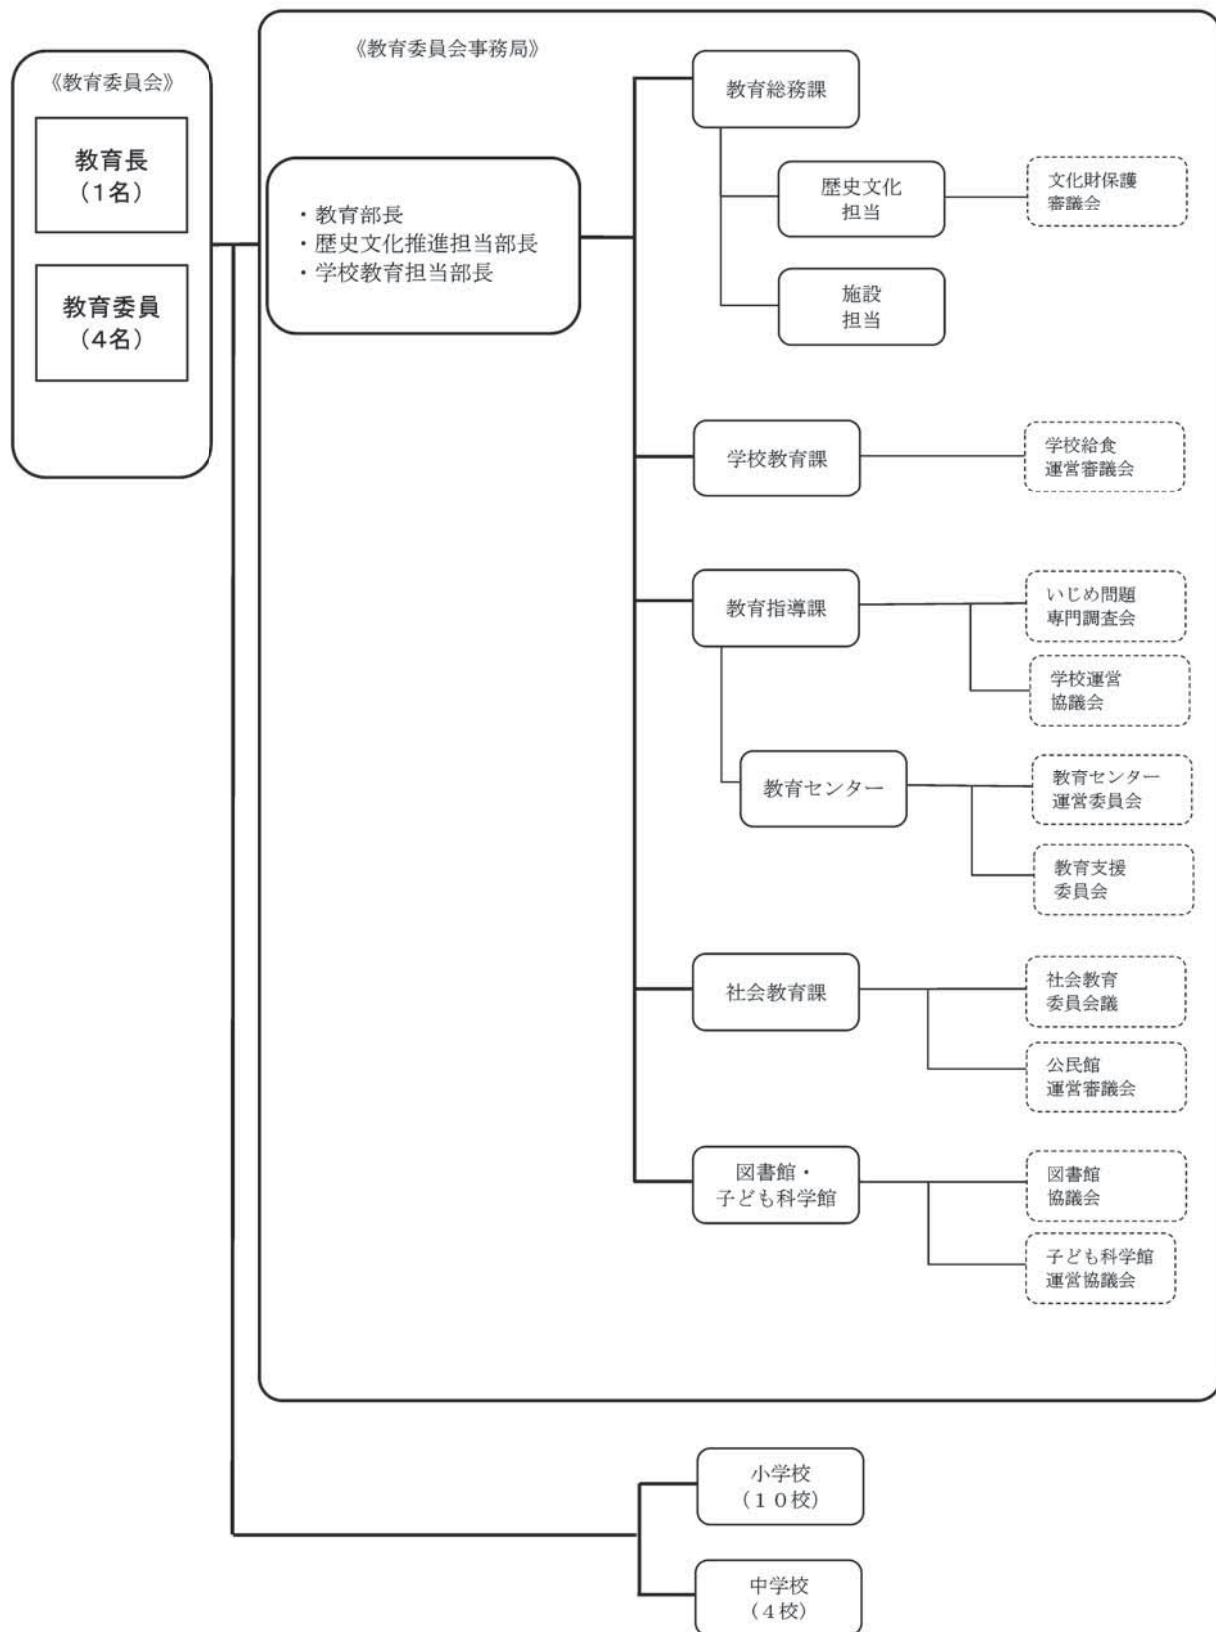 《教育委員会》
教育長
（1名）
教育委員
（4名）
《教育委員会事務局》
・教育部長
・歴史文化推進担当部長
・学校教育担当部長
教育総務課
歴史文化
担当
文化財保護
審議会
施設
担当
学校教育課
学校給食
運営審議会
教育指導課
いじめ問題
専門調査会
学校運営
協議会
教育センター
教育センター
運営委員会
教育支援
委員会
社会教育課
社会教育
委員会議
公民館
運営審議会
図書館・
子ども科学館
図書館
協議会
子ども科学館
運営協議会
小学校
（１０校）
中学校
（４校）